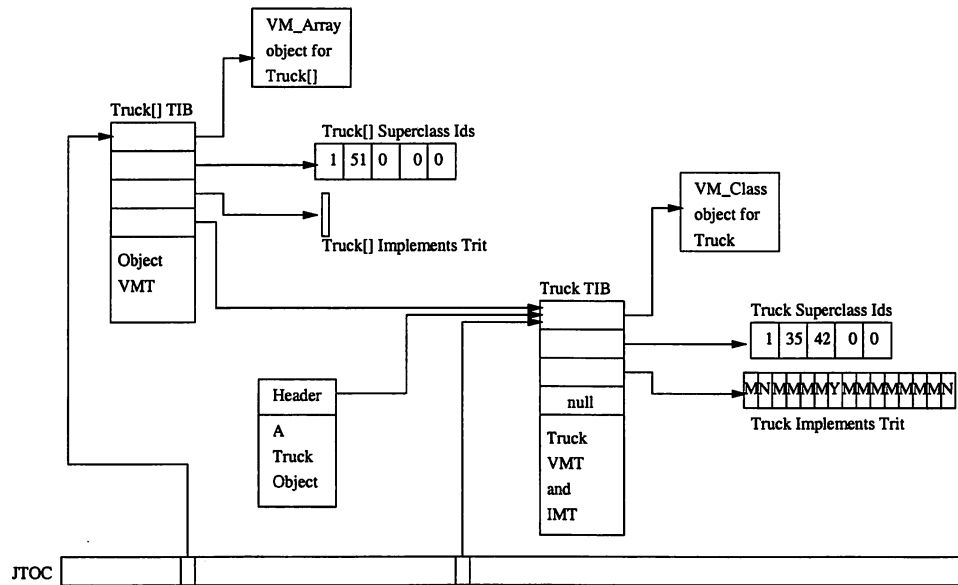 VM_Array
object for
Truck[]
Truck[] TIB
Truck[] Superclass Ids
1 51 0 0 0
Truck[] Implements Trit
Object
VMT
VM_Class
object for
Truck
Truck TIB
Truck Superclass Ids
1 35 42 0 0
MNMMMMYMMMMMMMN
Truck Implements Trit
null
Truck
VMT
and
IMT
Header
A
Truck
Object
JTOC